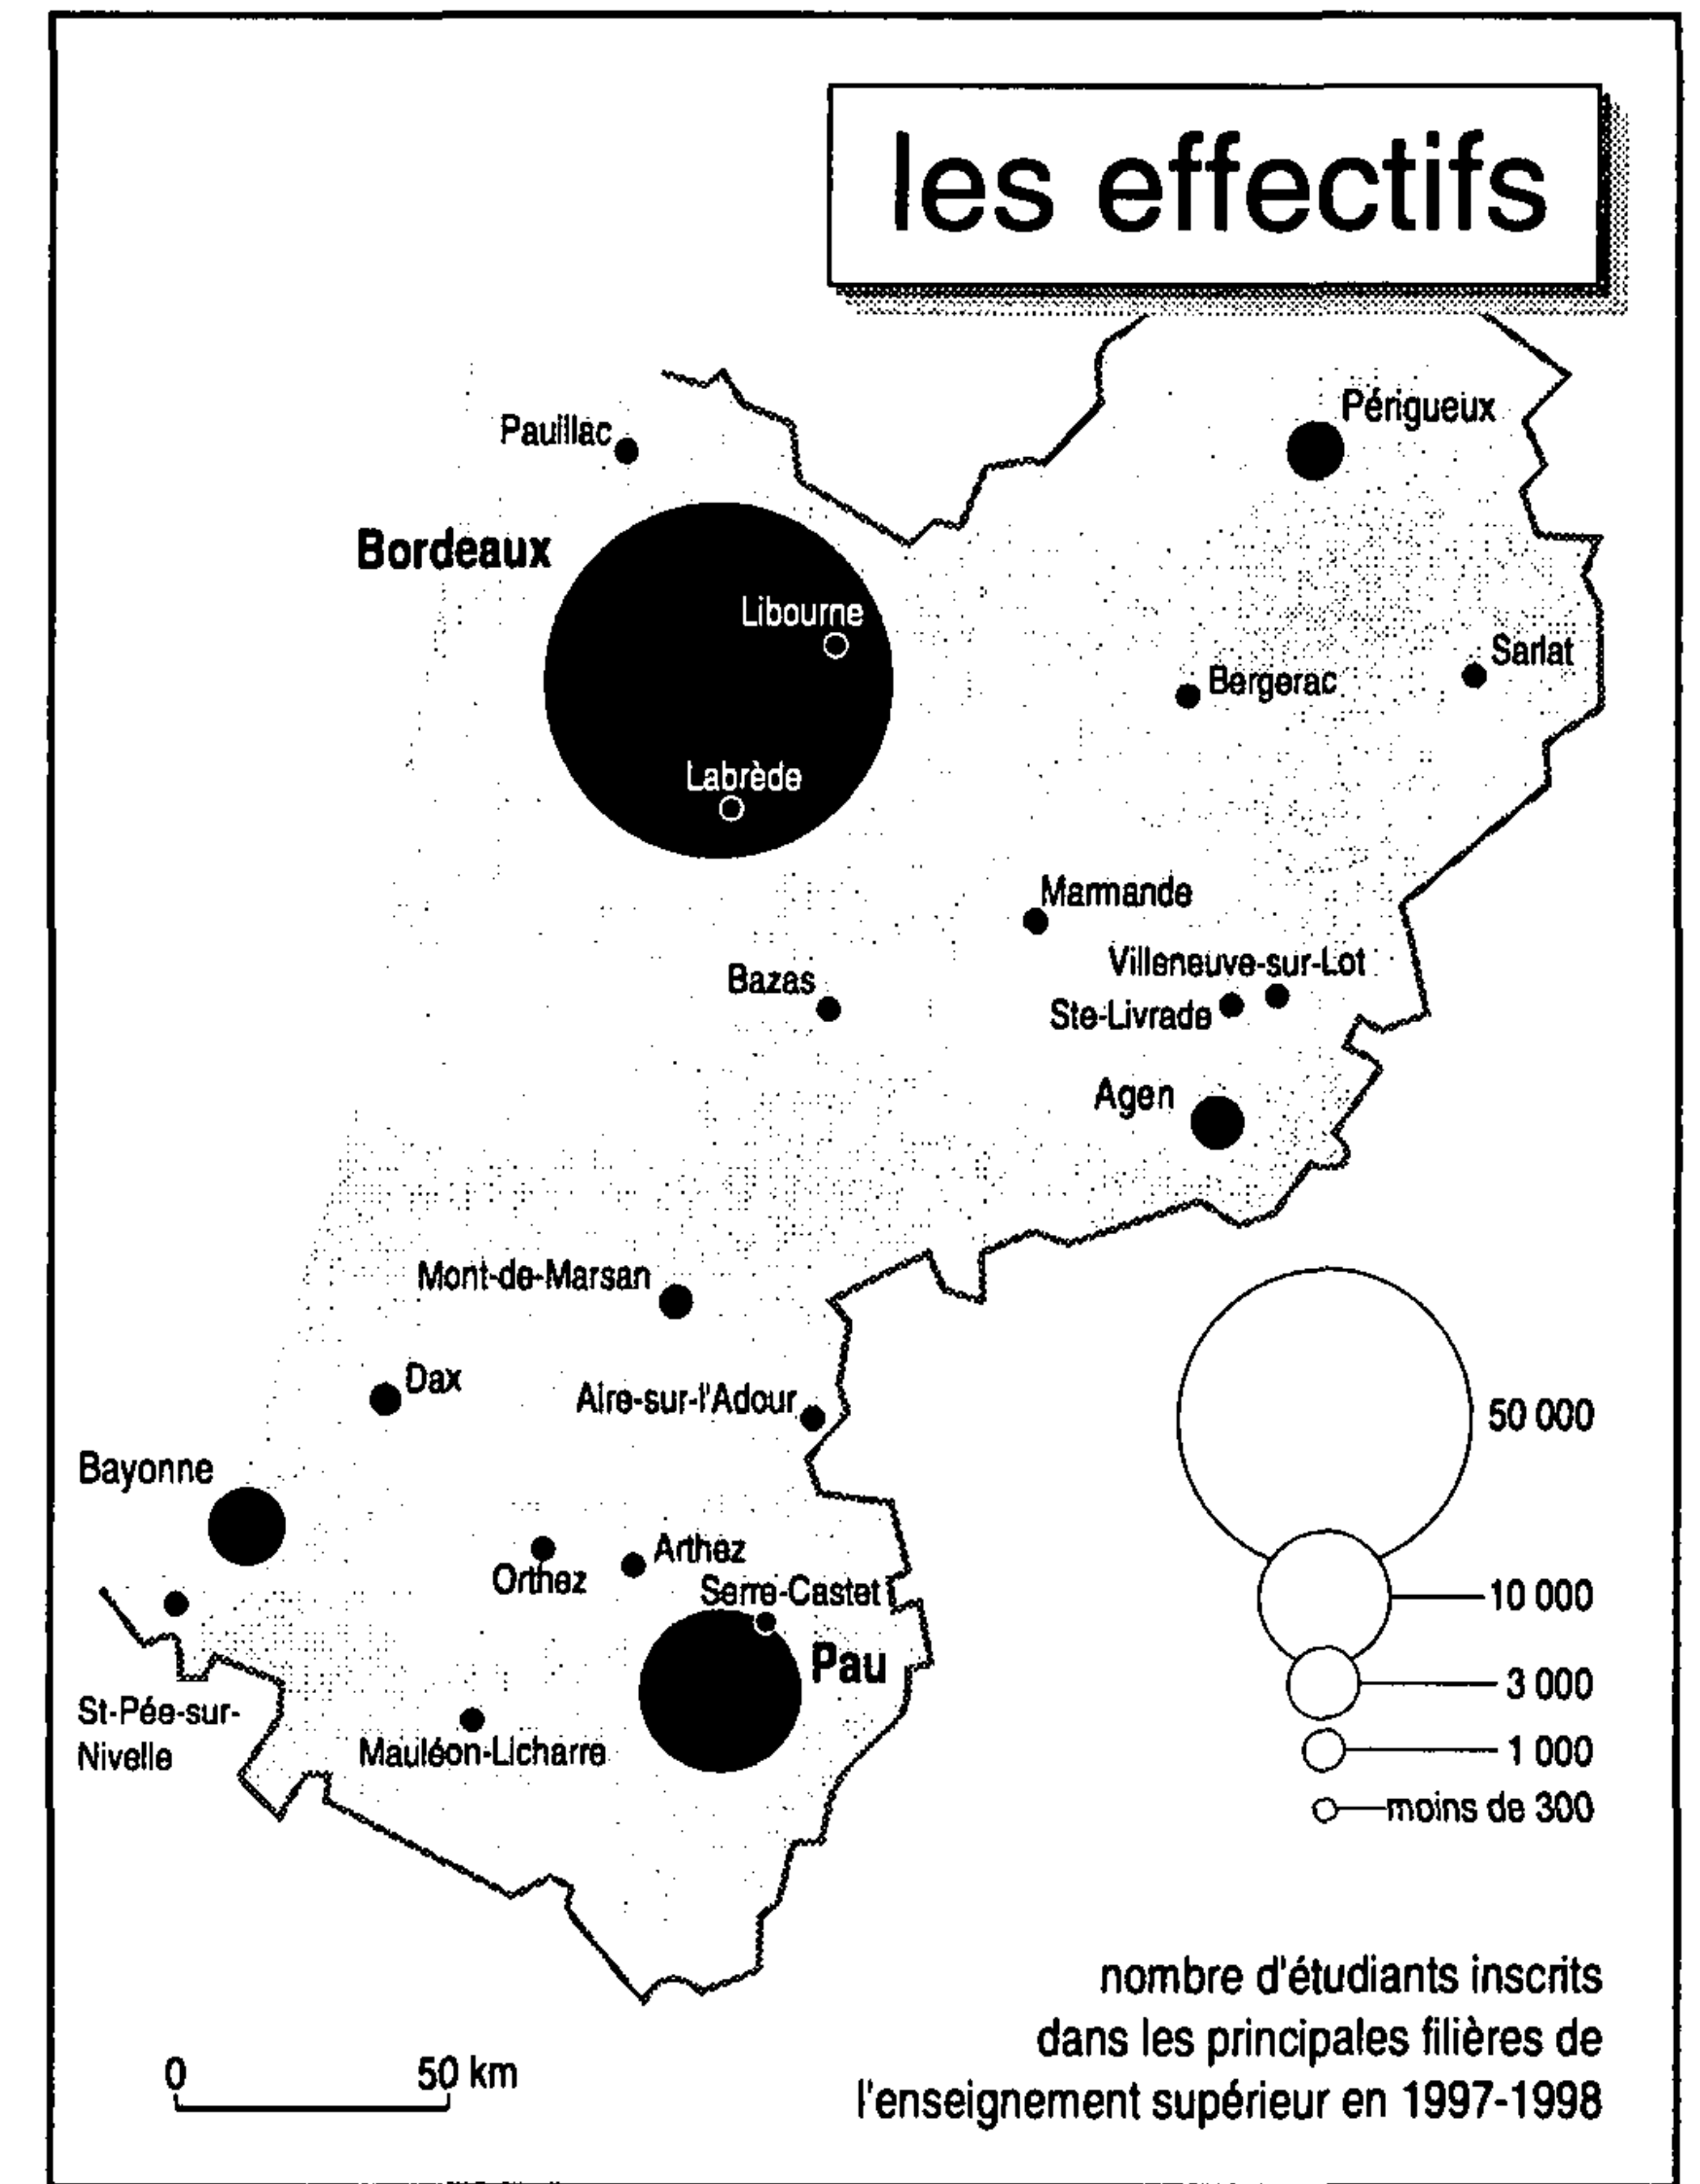 les effectifs
Périgueux
Pauillac
Bordeaux
Libourne
Sarlat
Bergerac
Labrède
Marmande
Villeneuve-sur-Lot
Bazas
Ste-Livrade
Agen
Mont-de-Marsan
Dax
Aire-sur-l'Adour
Bayonne
Orthez
Arthez
Serre-Castet
Pau
St-Pée-sur-
Nivelle
Mauléon-Licharre
50 000
10 000
3 000
1 000
moins de 300
nombre d'étudiants inscrits
dans les principales filières de
l'enseignement supérieur en 1997-1998
0 50 km